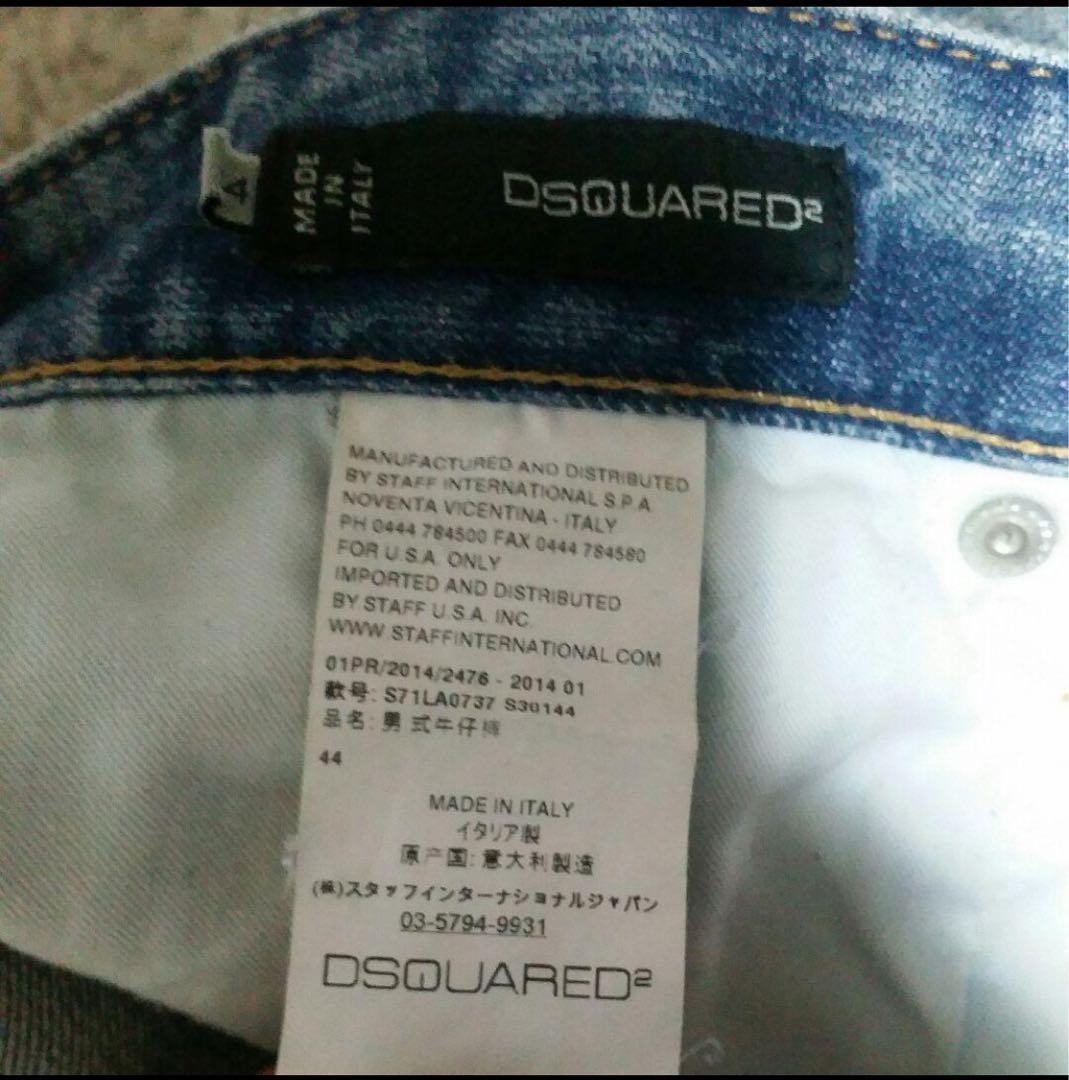 4
MADE
IN
ITALY
DSQUARED2
MANUFACTURED AND DISTRIBUTED
BY STAFF INTERNATIONAL S.P.A.
NOVENTA VICENTINA - ITALY
PH 0444 784500 FAX 0444 784580
FOR U.S.A. ONLY
IMPORTED AND DISTRIBUTED
BY STAFF U.S.A. INC.
WWW.STAFFINTERNATIONAL.COM
01PR/2014/2476 - 2014 01
款号: S71LA0737 S30144
品名: 男式牛仔裤
44
MADE IN ITALY
イタリア製
原产国: 意大利製造
(株)スタッフインターナショナルジャパン
03-5794-9931
DSQUARED2